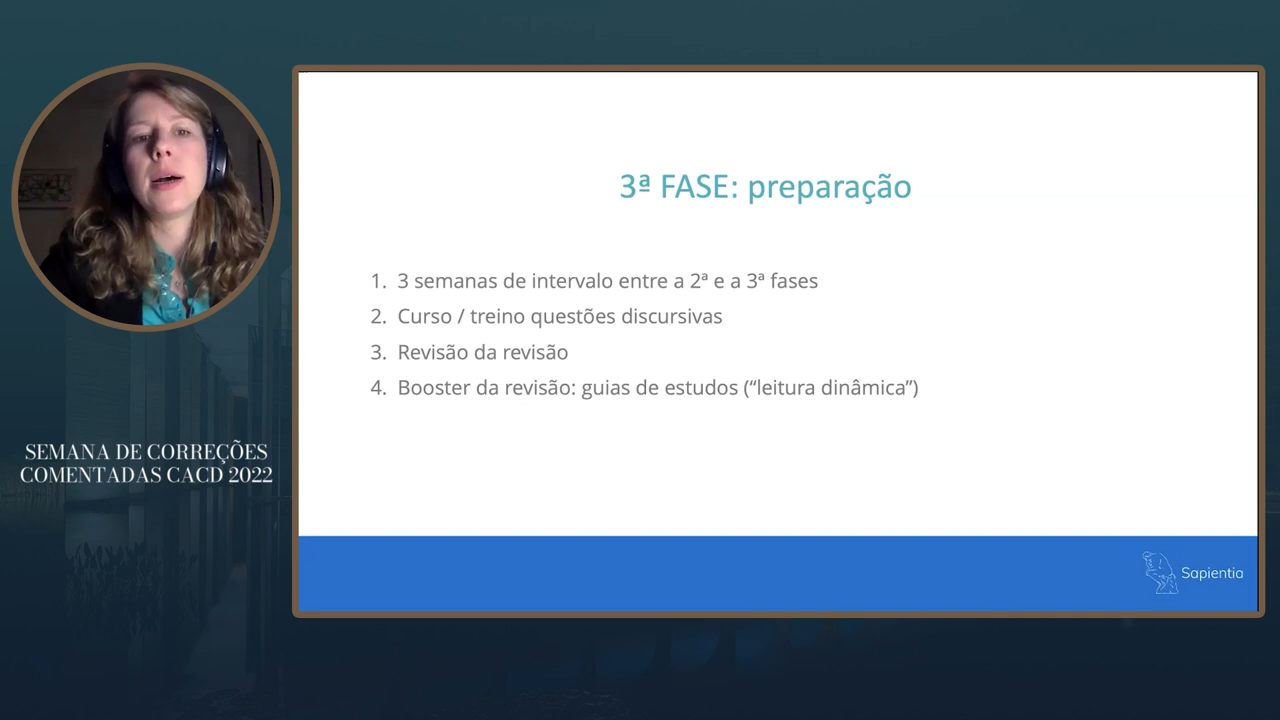 3ª FASE: preparação
1. 3 semanas de intervalo entre a 2ª e a 3ª fases
2. Curso / treino questões discursivas
3. Revisão da revisão
4. Booster da revisão: guias de estudos (“leitura dinâmica”)
SEMANA DE CORREÇÕES
COMENTADAS CACD 2022
Sapientia